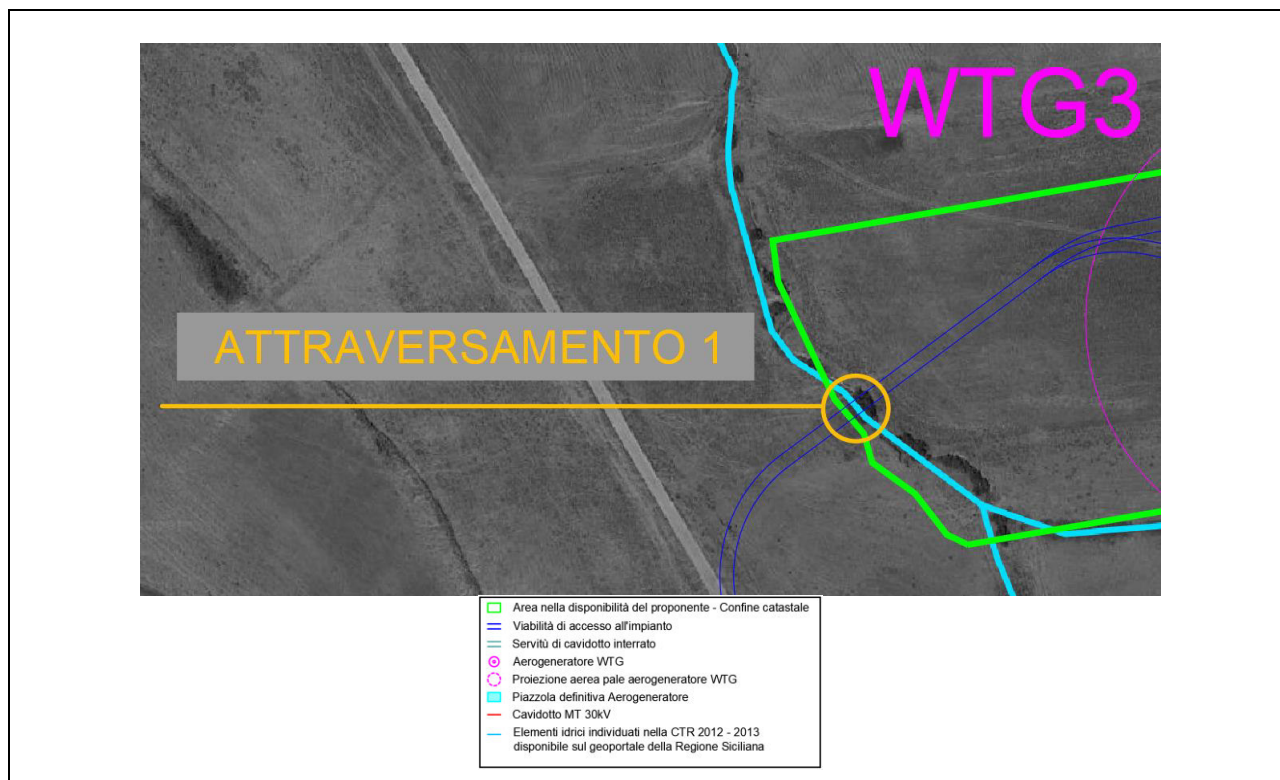 WTG3
ATTRAVERSAMENTO 1
Area nella disponibilità del proponente - Confine catastale
Viabilità di accesso all'impianto
Servitù di cavidotto interrato
Aerogeneratore WTG
Proiezione aerea pale aerogeneratore WTG
Piazzola definitiva Aerogeneratore
Cavidotto MT 30kV
Elementi idrici individuati nella CTR 2012 - 2013
disponibile sul geoportale della Regione Siciliana